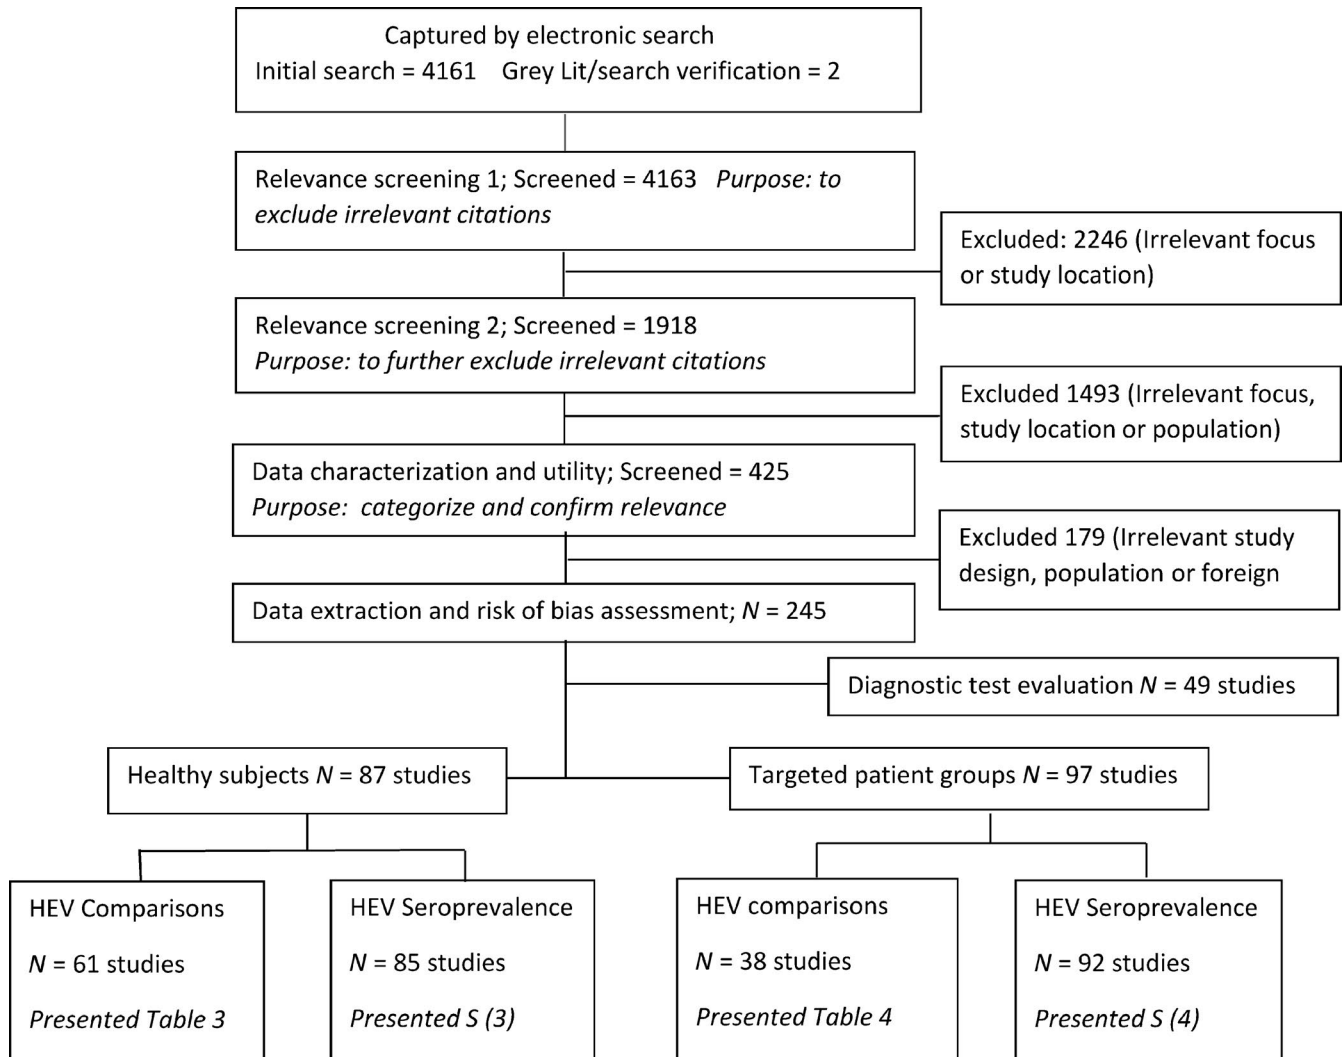 Captured by electronic search
Initial search = 4161 Grey Lit/search verification = 2
Relevance screening 1; Screened = 4163 Purpose: to
exclude irrelevant citations
Excluded: 2246 (Irrelevant focus
or study location)
Relevance screening 2; Screened = 1918
Purpose: to further exclude irrelevant citations
Excluded 1493 (Irrelevant focus,
study location or population)
Data characterization and utility; Screened = 425
Purpose: categorize and confirm relevance
Excluded 179 (Irrelevant study
design, population or foreign
Data extraction and risk of bias assessment; N = 245
Diagnostic test evaluation N = 49 studies
Healthy subjects N = 87 studies
Targeted patient groups N = 97 studies
HEV Comparisons
N = 61 studies
Presented Table 3
HEV Seroprevalence
N = 85 studies
Presented S (3)
HEV comparisons
N = 38 studies
Presented Table 4
HEV Seroprevalence
N = 92 studies
Presented S (4)